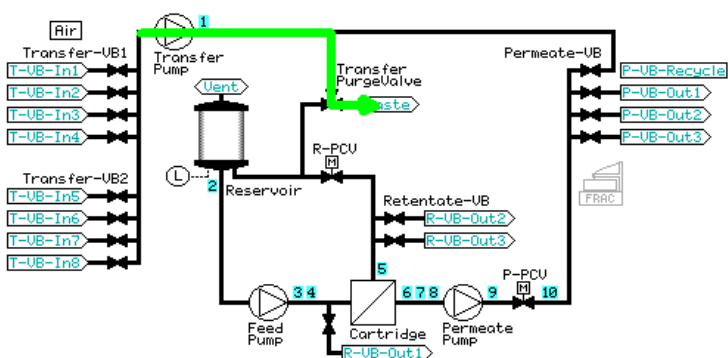 Air
1
Transfer-VB1
Transfer
Pump
Permeate-VB
T-VB-In1
T-VB-In2
T-VB-In3
T-VB-In4
Vent
Transfer
PurgeValve
Waste
P-VB-Recycle
P-VB-Out1
P-VB-Out2
P-VB-Out3
R-PCV
M
Transfer-VB2
L
2
Reservoir
FRAC
T-VB-In5
T-VB-In6
T-VB-In7
T-VB-In8
Retentate-VB
R-VB-Out2
R-VB-Out3
5
P-PCV
M
3 4
6 7 8
9
10
Feed
Pump
Cartridge
Permeate
Pump
R-VB-Out1